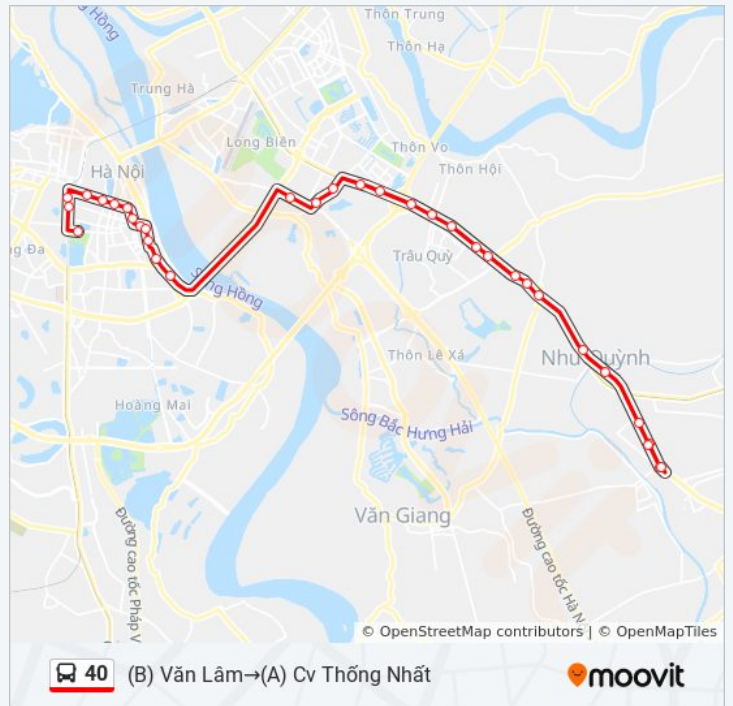 ng Hồng
Thôn Trung
Thôn Hạ
Trung Hà
Long Biên
Thôn Vo
Thôn Hội
Hà Nội
ng Đa
Trâu Quỳ
Sông Hồng
Thôn Lê Xá
Như Quỳnh
Hoàng Mai
Sông Bắc Hưng Hải
Văn Giang
Đường cao tốc Pháp V
Đường cao tốc Hà N
© OpenStreetMap contributors | © OpenMapTiles
40 (B) Văn Lâm→(A) Cv Thống Nhất
moovit